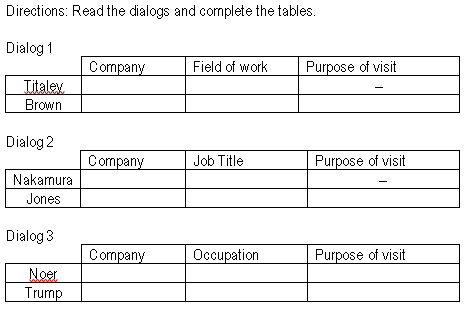 Directions: Read the dialogs and complete the tables.
Dialog 1
Company Field of work Purpose of visit
Titaley –
Brown
Dialog 2
Company Job Title Purpose of visit
Nakamura –
Jones
Dialog 3
Company Occupation Purpose of visit
Noer
Trump